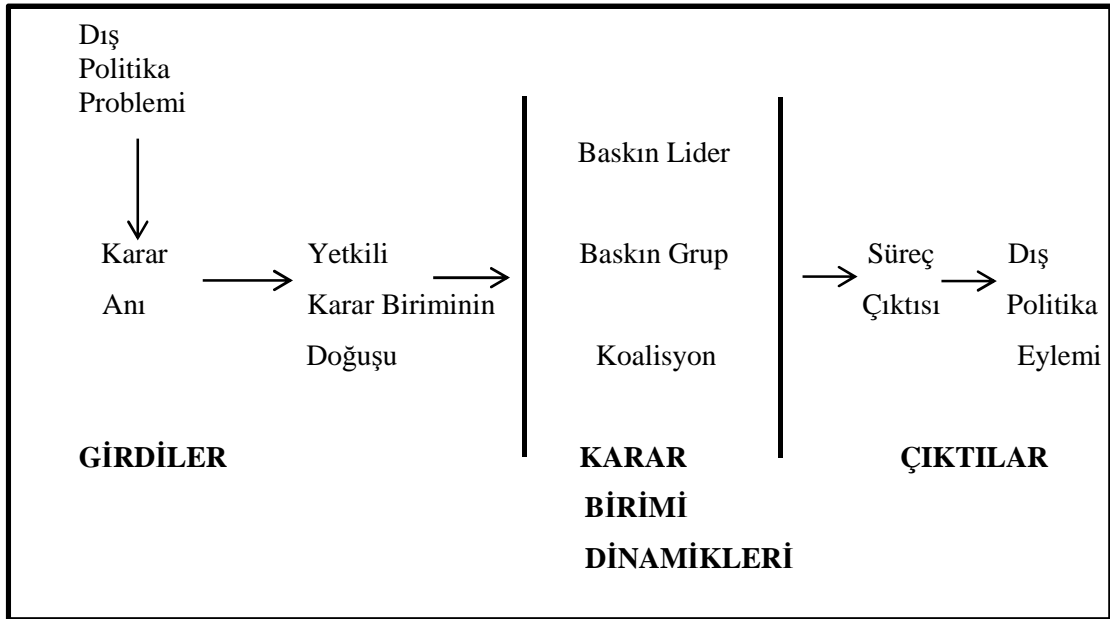 Dış
Politika
Problemi
Karar
Anı
Yetkili
Karar Biriminin
Doğuşu
Baskın Lider
Baskın Grup
Koalisyon
Süreç
Çıktısı
Dış
Politika
Eylemi
GİRDİLER
KARAR
BİRİMİ
DİNAMİKLERİ
ÇIKTILAR